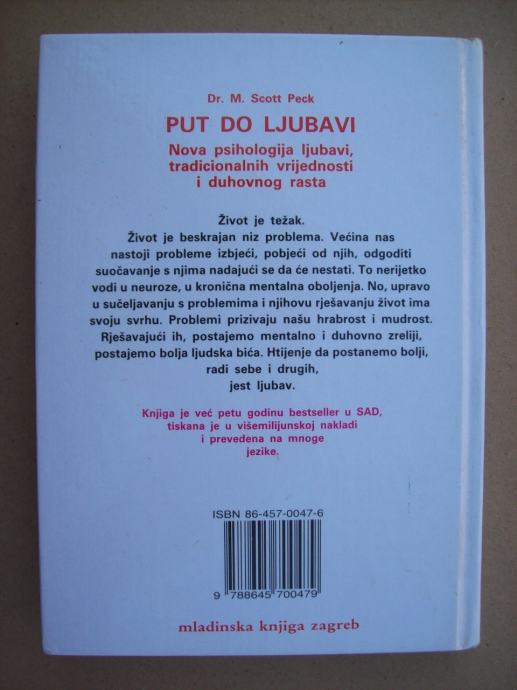 Dr. M. Scott Peck
PUT DO LJUBAVI
Nova psihologija ljubavi,
tradicionalnih vrijednosti
i duhovnog rasta
Život je težak.
Život je beskrajan niz problema. Većina nas
nastoji probleme izbjeći, pobjeći od njih, odgoditi
suočavanje s njima nadajući se da će nestati. To nerijetko
vodi u neuroze, u kronična mentalna oboljenja. No, upravo
u sučeljavanju s problemima i njihovu rješavanju život ima
svoju svrhu. Problemi prizivaju našu hrabrost i mudrost.
Rješavajući ih, postajemo mentalno i duhovno zreliji,
postajemo bolja ljudska bića. Htijenje da postanemo bolji,
radi sebe i drugih,
jest ljubav.
Knjiga je već petu godinu bestseller u SAD,
tiskana je u višemilijunskoj nakladi
i prevedena na mnoge
jezike.
ISBN 86-457-0047-6
9 788645 700479
mladinska knjiga zagreb